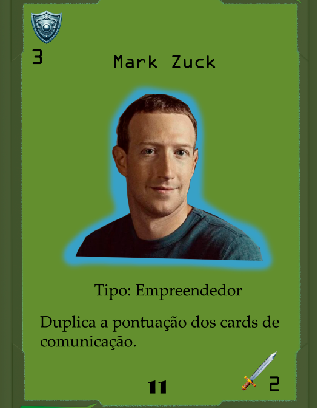 3
Mark Zuck
Tipo: Empreendedor
Duplica a pontuação dos cards de
comunicação.
11
2